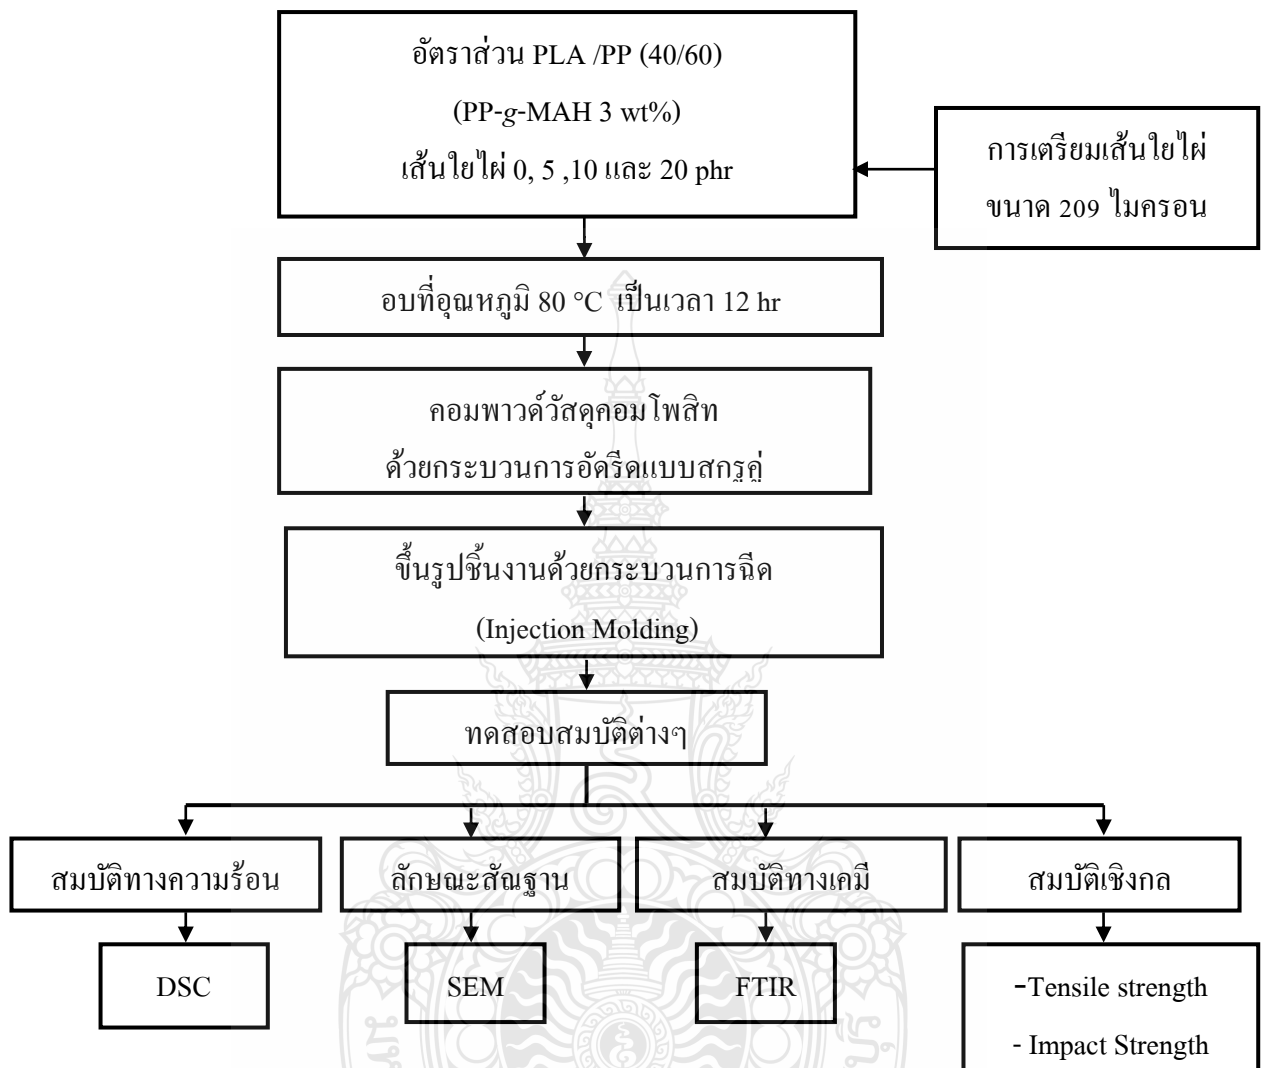 อัตราส่วน PLA /PP (40/60)
(PP-g-MAH 3 wt%)
เส้นใยไผ่ 0, 5 ,10 และ 20 phr
การเตรียมเส้นใยไผ่
ขนาด 209 ไมครอน
อบที่อุณหภูมิ 80 °C เป็นเวลา 12 hr
คอมพาวด์วัสดุคอมโพสิท
ด้วยกระบวนการอัดรีดแบบสกรูคู่
ขึ้นรูปชิ้นงานด้วยกระบวนการฉีด
(Injection Molding)
ทดสอบสมบัติต่างๆ
สมบัติทางความร้อน
ลักษณะสัณฐาน
สมบัติทางเคมี
สมบัติเชิงกล
DSC
SEM
FTIR
-Tensile strength
- Impact Strength